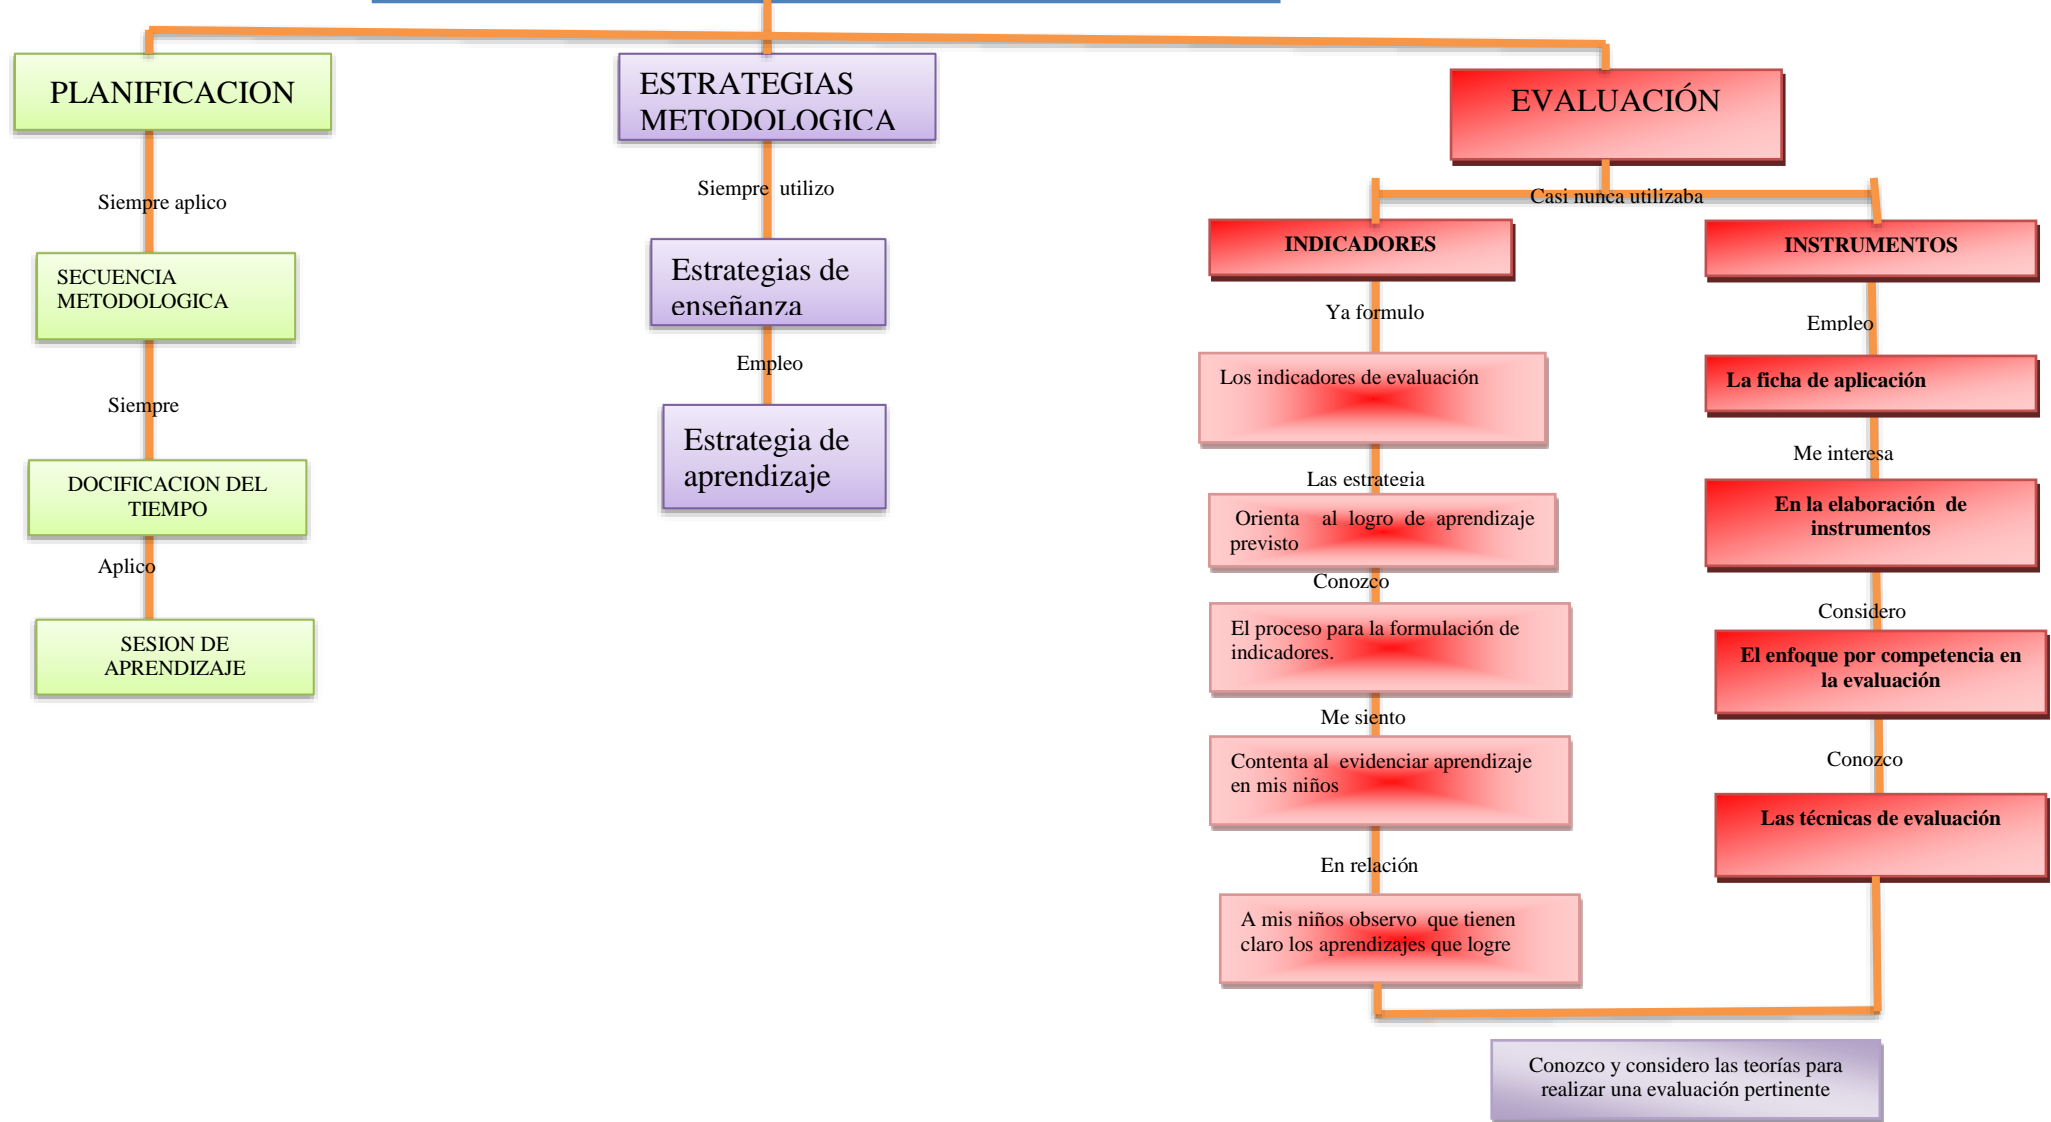 PLANIFICACION
Siempre aplico
SECUENCIA
METODOLOGICA
Siempre
DOCIFICACION DEL
TIEMPO
Aplico
SESION DE
APRENDIZAJE
ESTRATEGIAS
METODOLOGICA
Siempre utilizo
Estrategias de
enseñanza
Empleo
Estrategia de
aprendizaje
EVALUACIÓN
Casi nunca utilizaba
INDICADORES
Ya formulo
Los indicadores de evaluación
Las estrategia
Orienta al logro de aprendizaje
previsto
Conozco
El proceso para la formulación de
indicadores.
Me siento
Contenta al evidenciar aprendizaje
en mis niños
En relación
A mis niños observo que tienen
claro los aprendizajes que logre
INSTRUMENTOS
Empleo
La ficha de aplicación
Me interesa
En la elaboración de
instrumentos
Considero
El enfoque por competencia en
la evaluación
Conozco
Las técnicas de evaluación
Conozco y considero las teorías para
realizar una evaluación pertinente